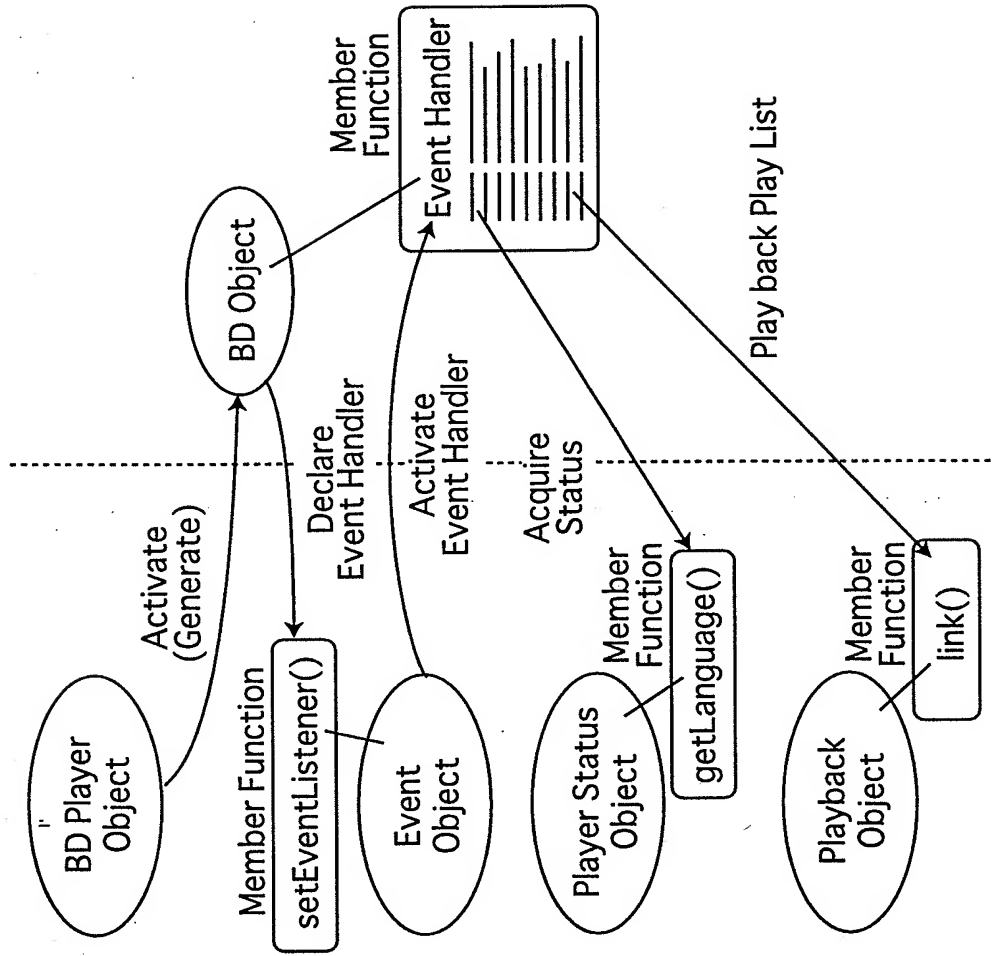 BD Player
Object
Activate
(Generate)
BD Object
Member Function
setEventListener()
Declare
Event Handler
Member
Function
Event Handler
Event
Object
Activate
Event Handler
Player Status
Object
Member
Function
getLanguage()
Acquire
Status
Playback
Object
Member
Function
link()
Play back Play List